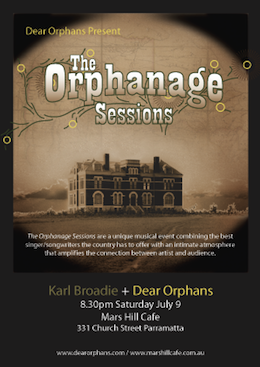 Dear Orphans Present
The
Orphanage
Sessions
The Orphanage Sessions are a unique musical event combining the best
singer/songwriters the country has to offer with an intimate atmosphere
that amplifies the connection between artist and audience.
Karl Broadie + Dear Orphans
8.30pm Saturday July 9
Mars Hill Cafe
331 Church Street Parramatta
www.dearorphans.com / www.marshillcafe.com.au